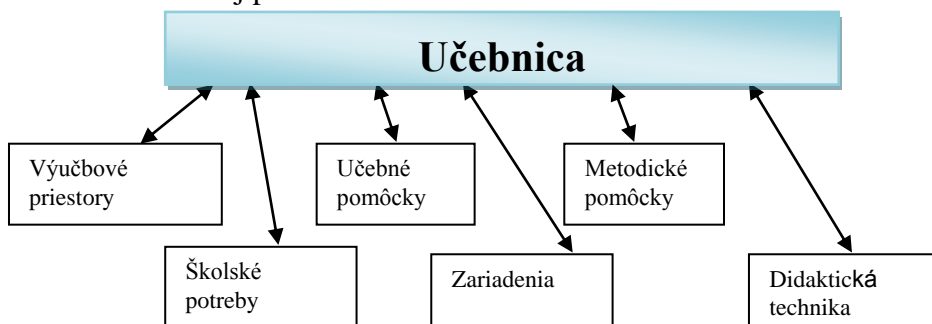 Učebnica
Výučbové
priestory
Učebné
pomôcky
Metodické
pomôcky
Školské
potreby
Zariadenia
Didaktická
technika